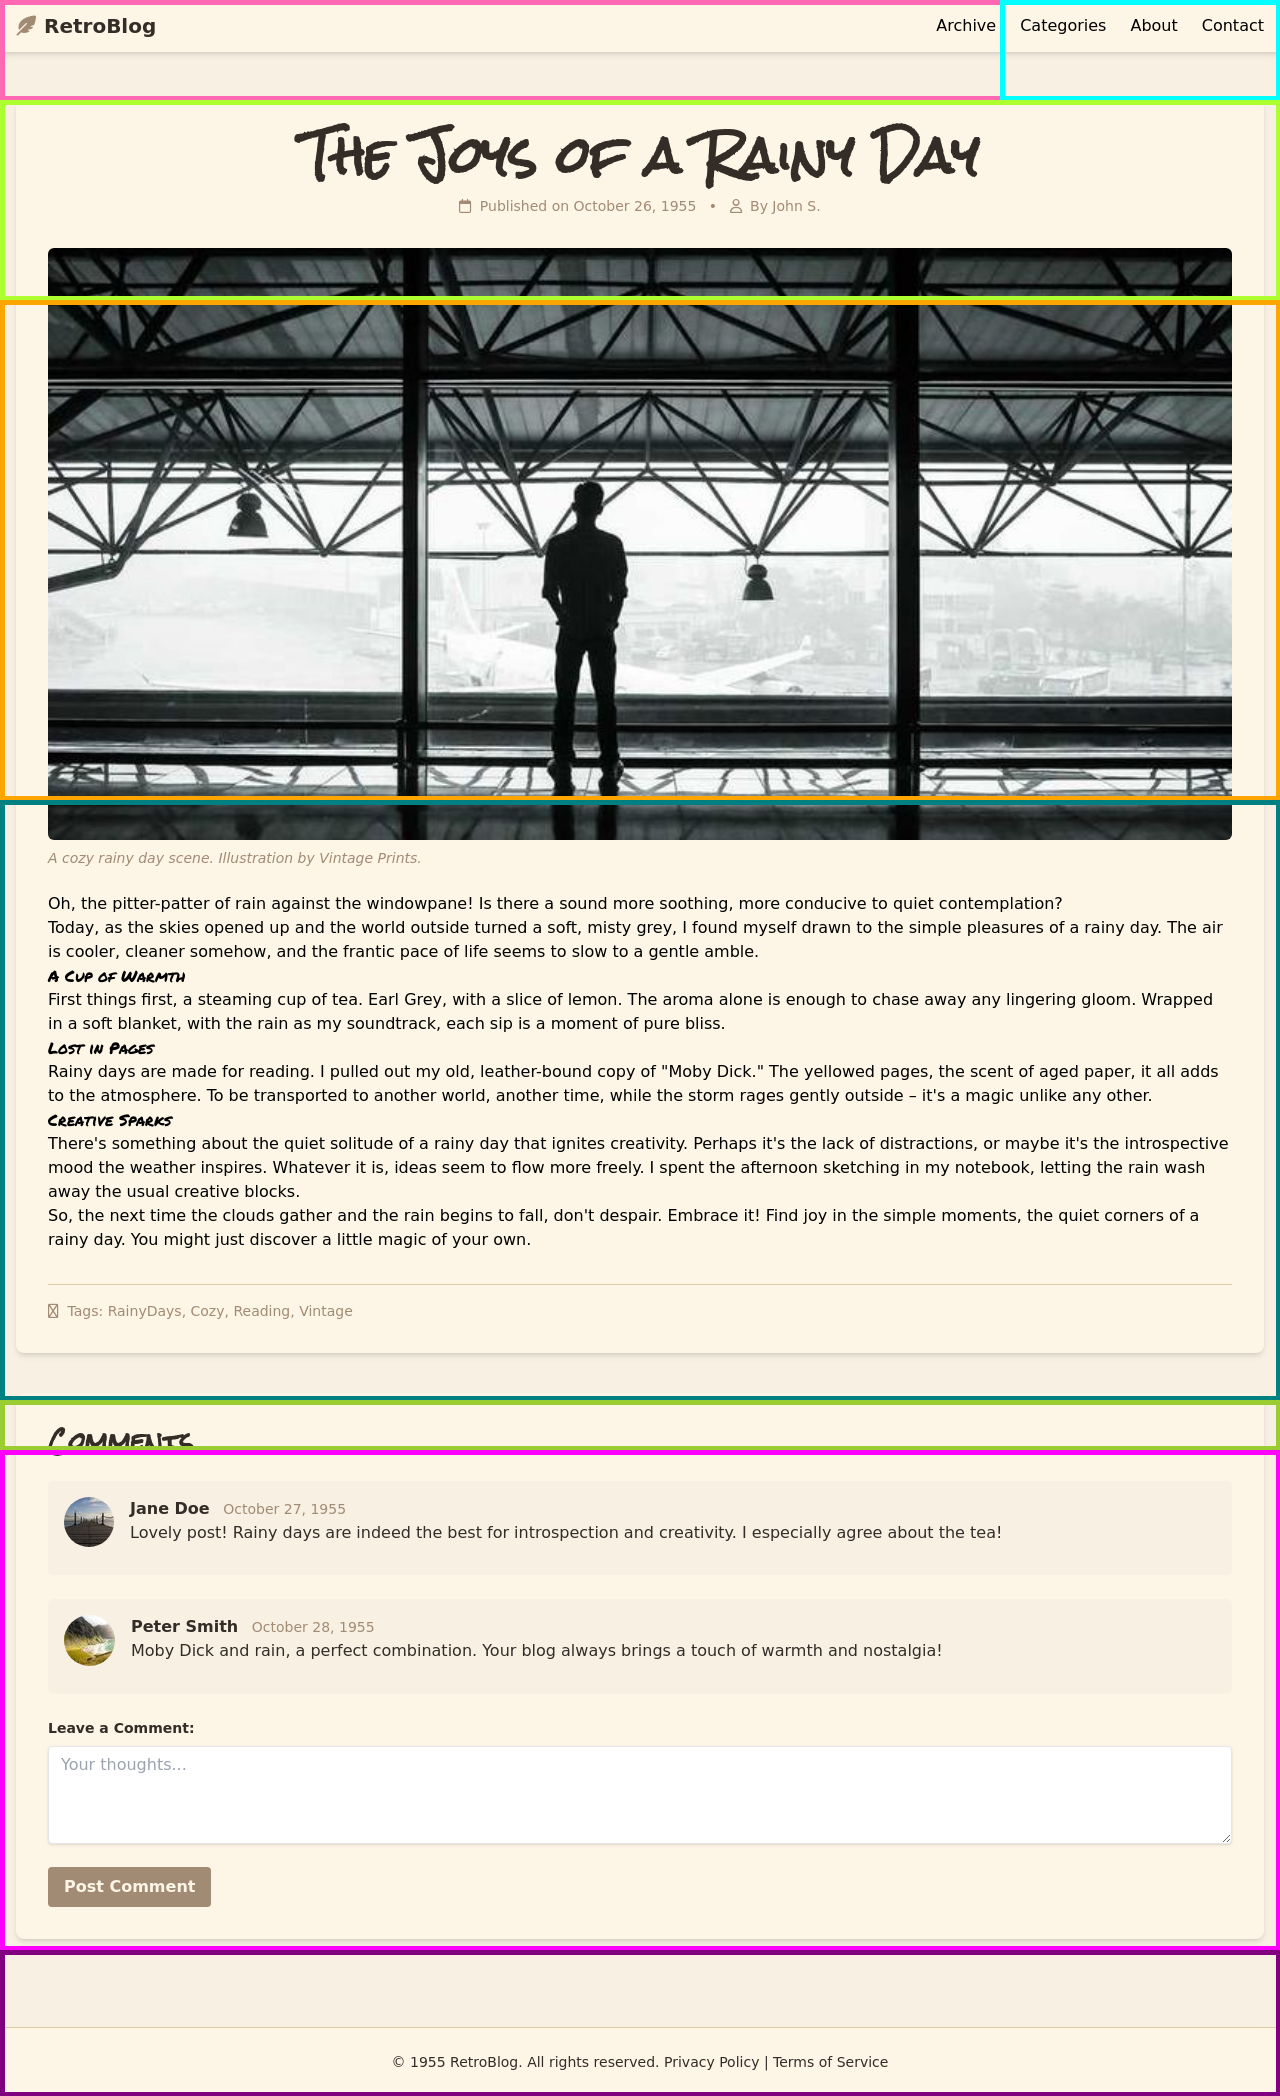 RetroBlog
Archive Categories About Contact
The Joys of a Rainy Day
Published on October 26, 1955 • By John S.
A cozy rainy day scene. Illustration by Vintage Prints.
Oh, the pitter-patter of rain against the windowpane! Is there a sound more soothing, more conducive to quiet contemplation?
Today, as the skies opened up and the world outside turned a soft, misty grey, I found myself drawn to the simple pleasures of a rainy day. The air
is cooler, cleaner somehow, and the frantic pace of life seems to slow to a gentle amble.
A Cup of Warmth
First things first, a steaming cup of tea. Earl Grey, with a slice of lemon. The aroma alone is enough to chase away any lingering gloom. Wrapped
in a soft blanket, with the rain as my soundtrack, each sip is a moment of pure bliss.
Lost in Pages
Rainy days are made for reading. I pulled out my old, leather-bound copy of "Moby Dick." The yellowed pages, the scent of aged paper, it all adds
to the atmosphere. To be transported to another world, another time, while the storm rages gently outside – it's a magic unlike any other.
Creative Sparks
There's something about the quiet solitude of a rainy day that ignites creativity. Perhaps it's the lack of distractions, or maybe it's the introspective
mood the weather inspires. Whatever it is, ideas seem to flow more freely. I spent the afternoon sketching in my notebook, letting the rain wash
away the usual creative blocks.
So, the next time the clouds gather and the rain begins to fall, don't despair. Embrace it! Find joy in the simple moments, the quiet corners of a
rainy day. You might just discover a little magic of your own.
Tags: RainyDays, Cozy, Reading, Vintage
Comments
Jane Doe October 27, 1955
Lovely post! Rainy days are indeed the best for introspection and creativity. I especially agree about the tea!
Peter Smith October 28, 1955
Moby Dick and rain, a perfect combination. Your blog always brings a touch of warmth and nostalgia!
Leave a Comment:
Your thoughts...
Post Comment
© 1955 RetroBlog. All rights reserved. Privacy Policy | Terms of Service